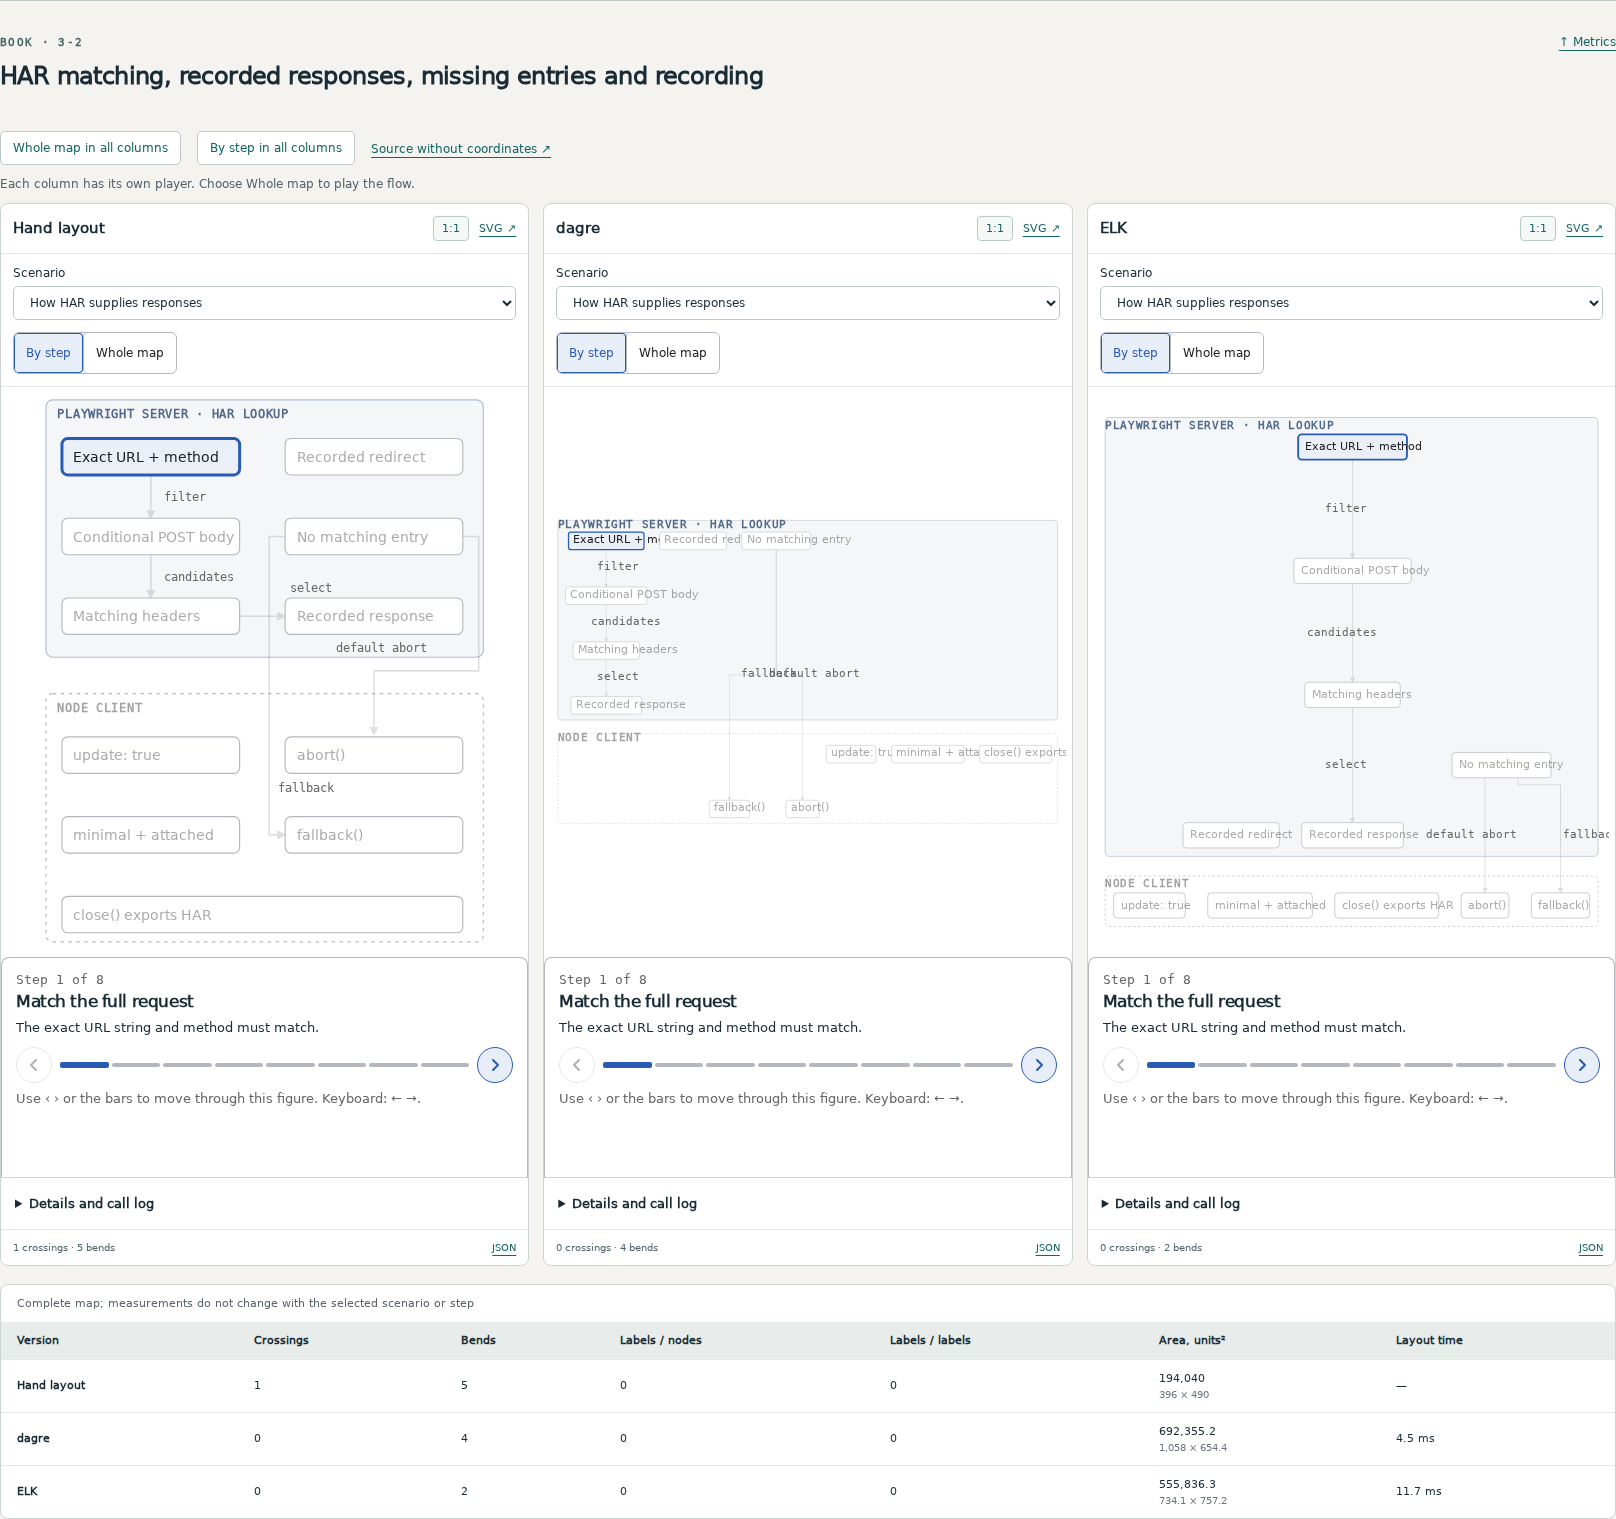 BOOK · 3-2
↑ Metrics
HAR matching, recorded responses, missing entries and recording
Whole map in all columns
By step in all columns
Source without coordinates ↗
Each column has its own player. Choose Whole map to play the flow.
Hand layout
1:1
SVG ↗
Scenario
How HAR supplies responses
By step
Whole map
PLAYWRIGHT SERVER · HAR LOOKUP
Exact URL + method
Recorded redirect
filter
Conditional POST body
No matching entry
candidates
select
Matching headers
Recorded response
default abort
NODE CLIENT
update: true
abort()
fallback
minimal + attached
fallback()
close() exports HAR
Step 1 of 8
Match the full request
The exact URL string and method must match.
Use ‹ › or the bars to move through this figure. Keyboard: ← →.
Details and call log
1 crossings · 5 bends
JSON
dagre
1:1
SVG ↗
Scenario
How HAR supplies responses
By step
Whole map
PLAYWRIGHT SERVER · HAR LOOKUP
Exact URL + me
Recorded red
No matching entry
filter
Conditional POST body
candidates
Matching headers
fallback
default abort
select
Recorded response
NODE CLIENT
update: tru
minimal + atta
close() exports
fallback()
abort()
Step 1 of 8
Match the full request
The exact URL string and method must match.
Use ‹ › or the bars to move through this figure. Keyboard: ← →.
Details and call log
0 crossings · 4 bends
JSON
ELK
1:1
SVG ↗
Scenario
How HAR supplies responses
By step
Whole map
PLAYWRIGHT SERVER · HAR LOOKUP
Exact URL + method
filter
Conditional POST body
candidates
Matching headers
select
No matching entry
Recorded redirect
Recorded response
default abort
fallbac
NODE CLIENT
update: true
minimal + attached
close() exports HAR
abort()
fallback()
Step 1 of 8
Match the full request
The exact URL string and method must match.
Use ‹ › or the bars to move through this figure. Keyboard: ← →.
Details and call log
0 crossings · 2 bends
JSON
Complete map; measurements do not change with the selected scenario or step
Version Crossings Bends Labels / nodes Labels / labels Area, units² Layout time
Hand layout 1 5 0 0 194,040 —
396 × 490
dagre 0 4 0 0 692,355.2 4.5 ms
1,058 × 654.4
ELK 0 2 0 0 555,836.3 11.7 ms
734.1 × 757.2